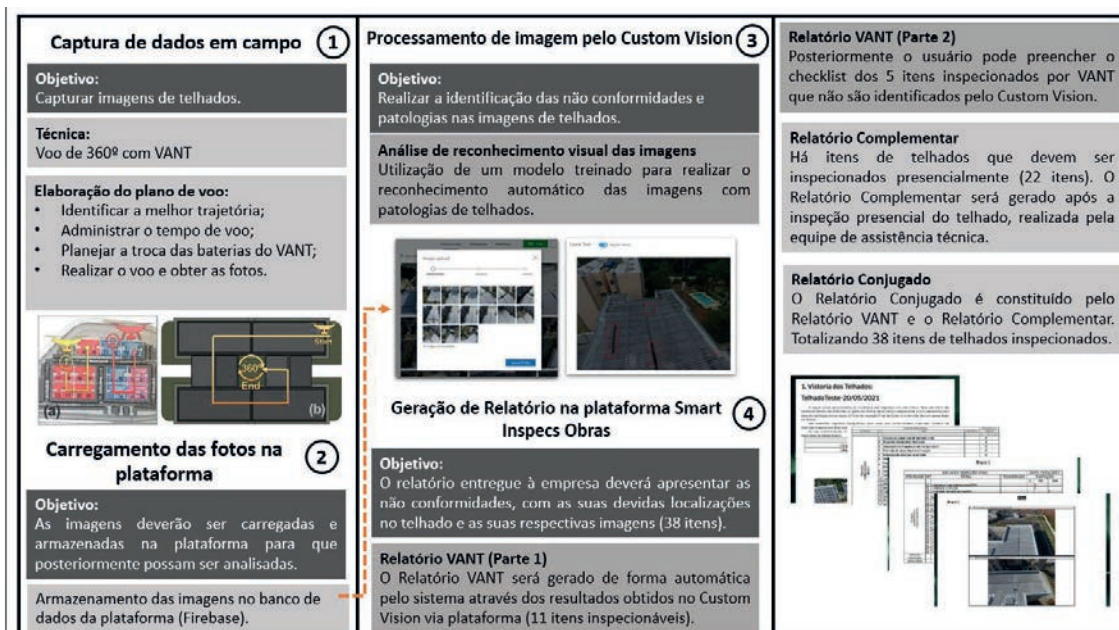 Captura de dados em campo
1
Objetivo:
Capturar imagens de telhados.
Técnica:
Voo de 360º com VANT
Elaboração do plano de voo:
• Identificar a melhor trajetória;
• Administrar o tempo de voo;
• Planejar a troca das baterias do VANT;
• Realizar o voo e obter as fotos.
(a)
Start
360º
End
(b)
Carregamento das fotos na
plataforma
2
Objetivo:
As imagens deverão ser carregadas e
armazenadas na plataforma para que
posteriormente possam ser analisadas.
Armazenamento das imagens no banco de
dados da plataforma (Firebase).
Processamento de imagem pelo Custom Vision
3
Objetivo:
Realizar a identificação das não conformidades e
patologias nas imagens de telhados.
Análise de reconhecimento visual das imagens
Utilização de um modelo treinado para realizar o
reconhecimento automático das imagens com
patologias de telhados.
Geração de Relatório na plataforma Smart
Inspecs Obras
4
Objetivo:
O relatório entregue à empresa deverá apresentar as
não conformidades, com as suas devidas localizações
no telhado e as suas respectivas imagens (38 itens).
Relatório VANT (Parte 1)
O Relatório VANT será gerado de forma automática
pelo sistema através dos resultados obtidos no Custom
Vision via plataforma (11 itens inspecionáveis).
Relatório VANT (Parte 2)
Posteriormente o usuário pode preencher o
checklist dos 5 itens inspecionados por VANT
que não são identificados pelo Custom Vision.
Relatório Complementar
Há itens de telhados que devem ser
inspecionados presencialmente (22 itens). O
Relatório Complementar será gerado após a
inspeção presencial do telhado, realizada pela
equipe de assistência técnica.
Relatório Conjugado
O Relatório Conjugado é constituído pelo
Relatório VANT e o Relatório Complementar.
Totalizando 38 itens de telhados inspecionados.
1. Vistoria dos Telhados:
Telhado Teste-20/05/2021